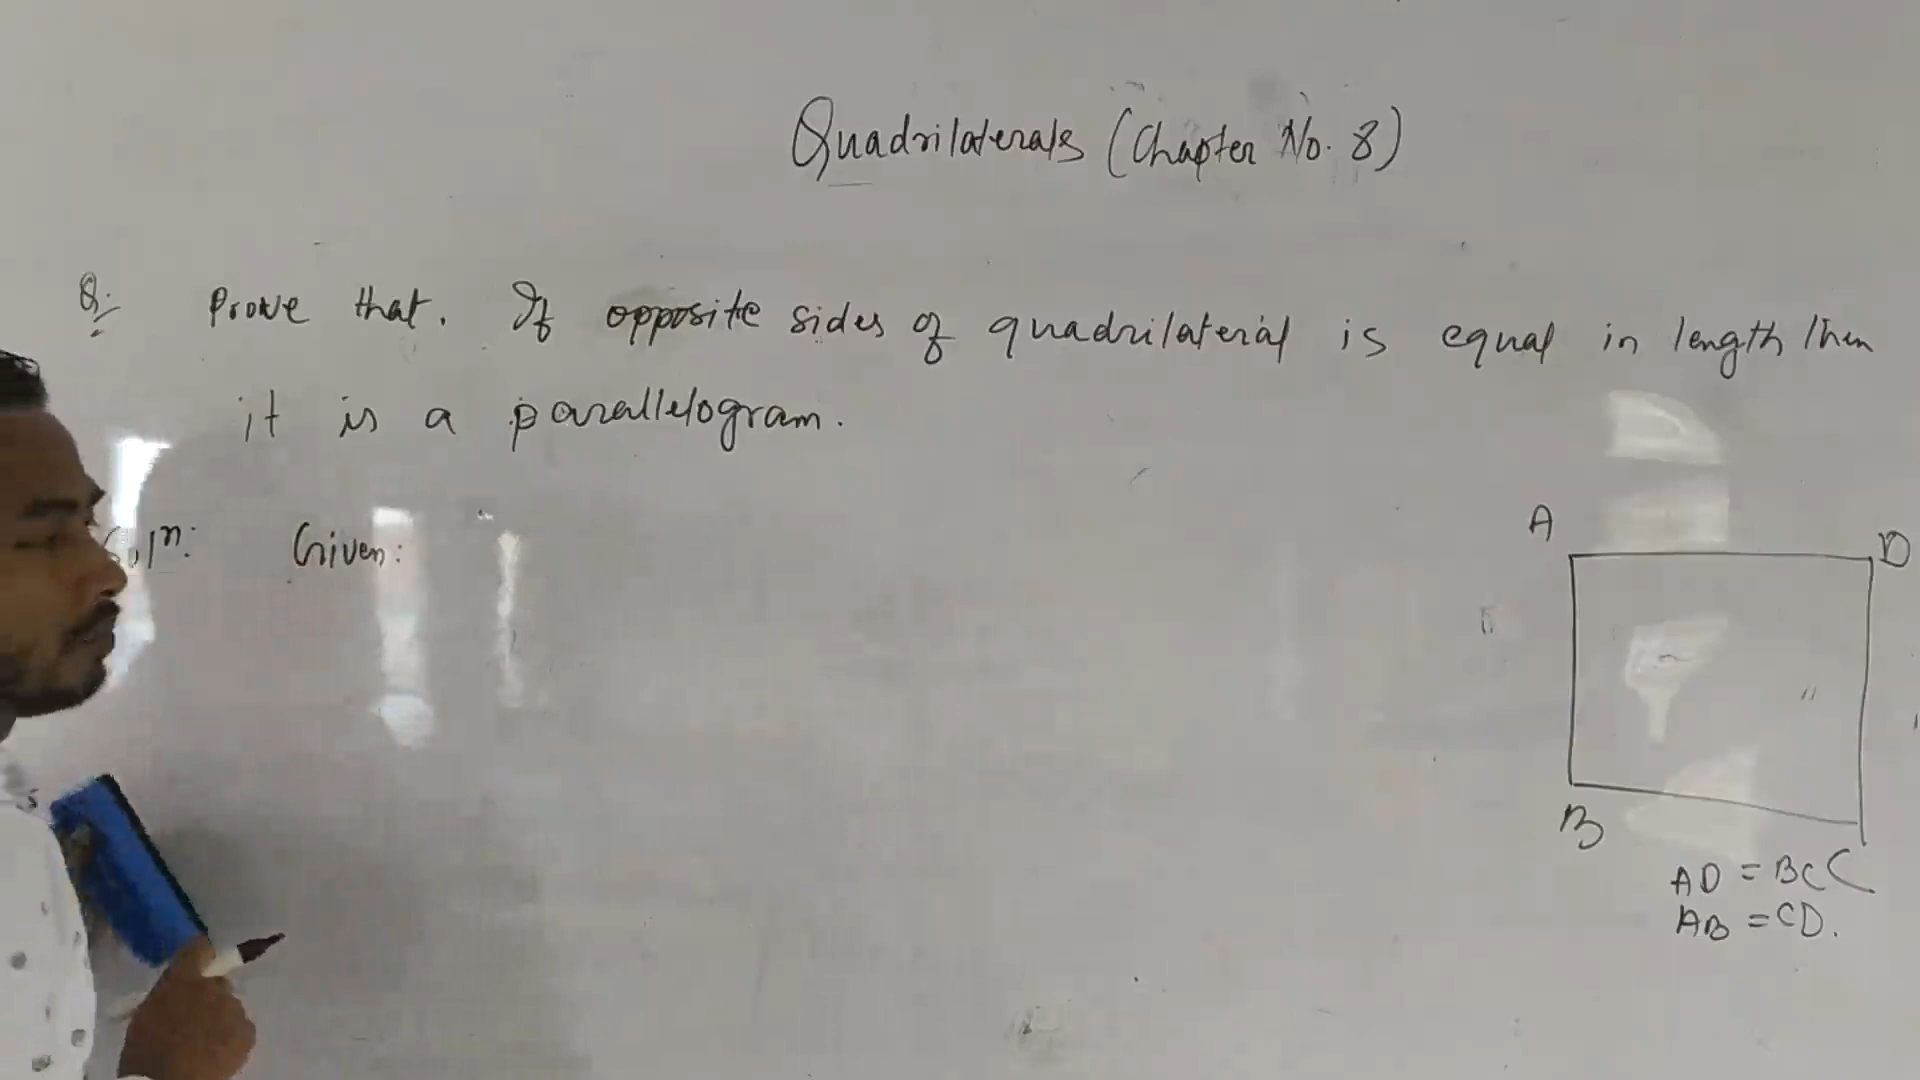 Quadrilaterals (Chapter No. 8)
Q:- Prove that. If opposite sides of quadrilateral is equal in length then
it is a parallelogram.
Solⁿ: Given:
A
D
B
C
AD = BC
AB = CD.